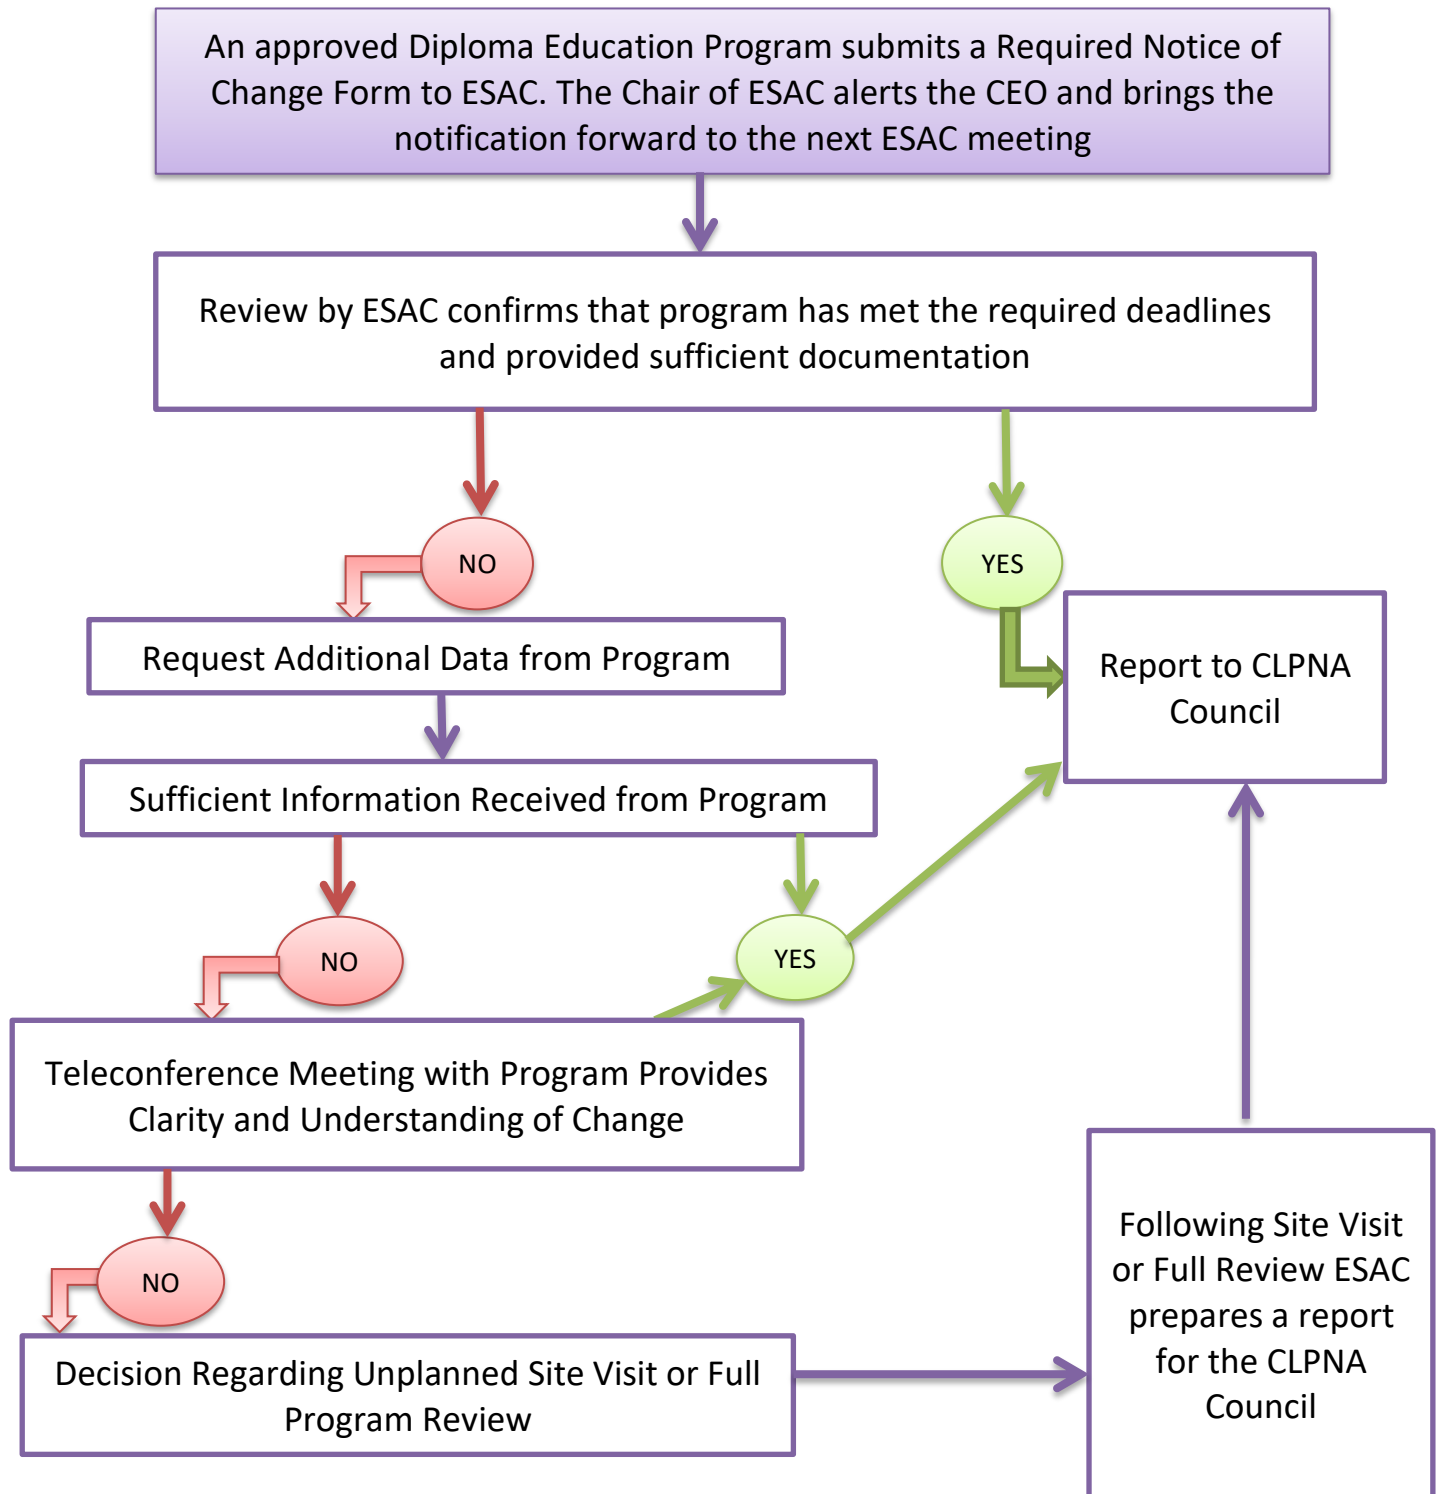 An approved Diploma Education Program submits a Required Notice of
Change Form to ESAC. The Chair of ESAC alerts the CEO and brings the
notification forward to the next ESAC meeting
Review by ESAC confirms that program has met the required deadlines
and provided sufficient documentation
NO
YES
Request Additional Data from Program
Report to CLPNA
Council
Sufficient Information Received from Program
NO
YES
Teleconference Meeting with Program Provides
Clarity and Understanding of Change
NO
Decision Regarding Unplanned Site Visit or Full
Program Review
Following Site Visit
or Full Review ESAC
prepares a report
for the CLPNA
Council